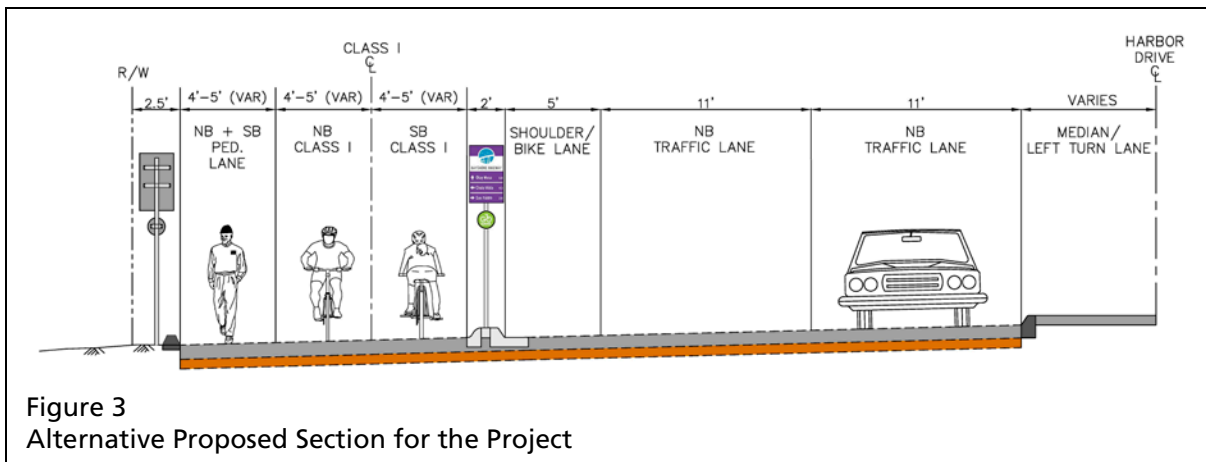 CLASS I
℄
HARBOR
DRIVE
℄
R/W
2.5' 4'-5' (VAR) 4'-5' (VAR) 4'-5' (VAR) 2' 5' 11' 11' VARIES
NB + SB
PED.
LANE
NB
CLASS I
SB
CLASS I
SHOULDER/
BIKE LANE
NB
TRAFFIC LANE
NB
TRAFFIC LANE
MEDIAN/
LEFT TURN LANE
Figure 3
Alternative Proposed Section for the Project